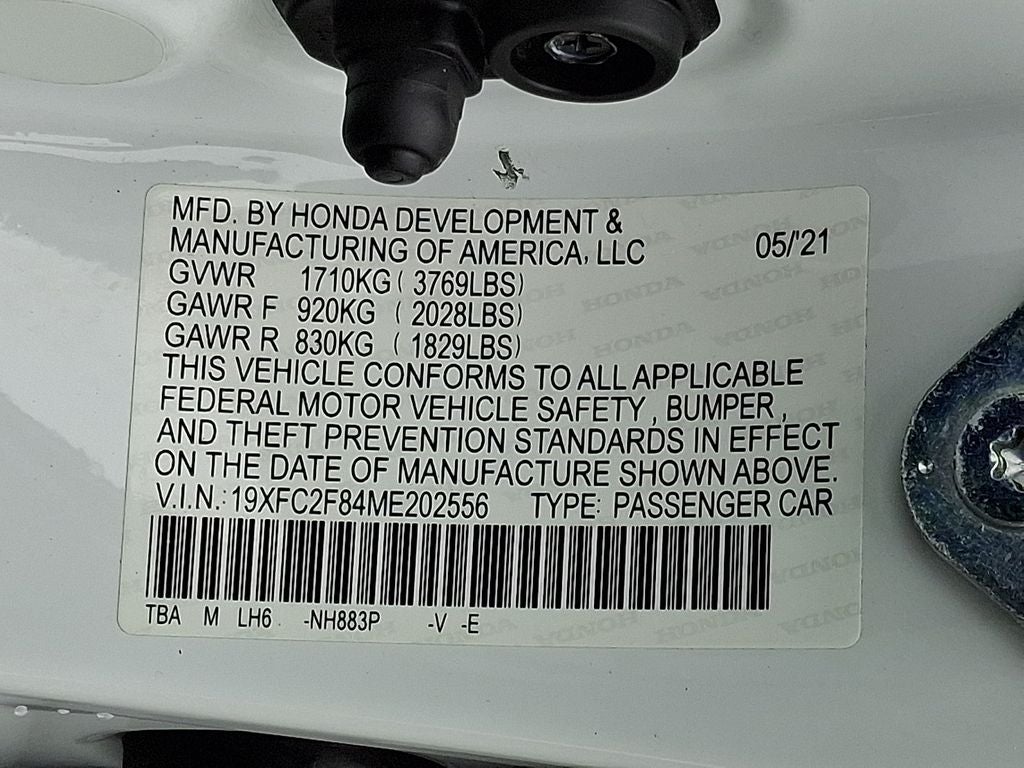 MFD. BY HONDA DEVELOPMENT &
MANUFACTURING OF AMERICA, LLC 05/'21
GVWR 1710KG ( 3769LBS)
GAWR F 920KG ( 2028LBS)
GAWR R 830KG ( 1829LBS)
THIS VEHICLE CONFORMS TO ALL APPLICABLE
FEDERAL MOTOR VEHICLE SAFETY, BUMPER,
AND THEFT PREVENTION STANDARDS IN EFFECT
ON THE DATE OF MANUFACTURE SHOWN ABOVE.
V.I.N.: 19XFC2F84ME202556 TYPE: PASSENGER CAR
TBA M LH6 -NH883P -V -E